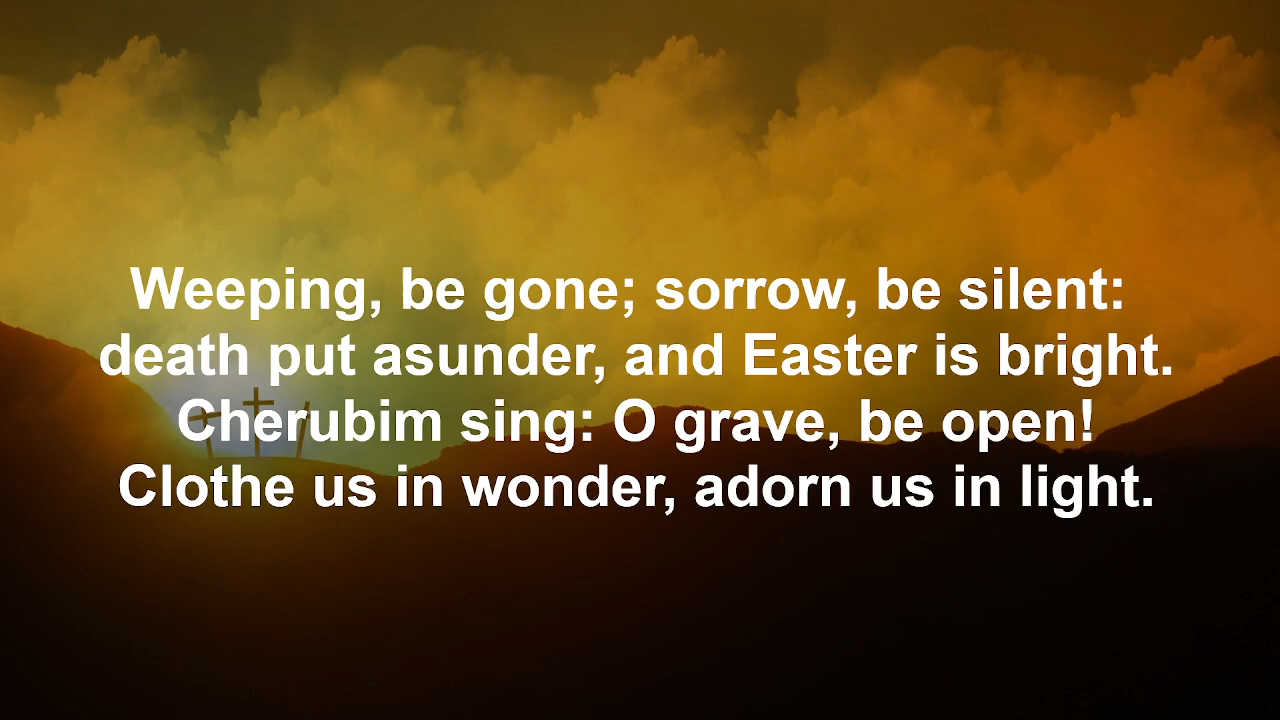 Weeping, be gone; sorrow, be silent:
death put asunder, and Easter is bright.
Cherubim sing: O grave, be open!
Clothe us in wonder, adorn us in light.